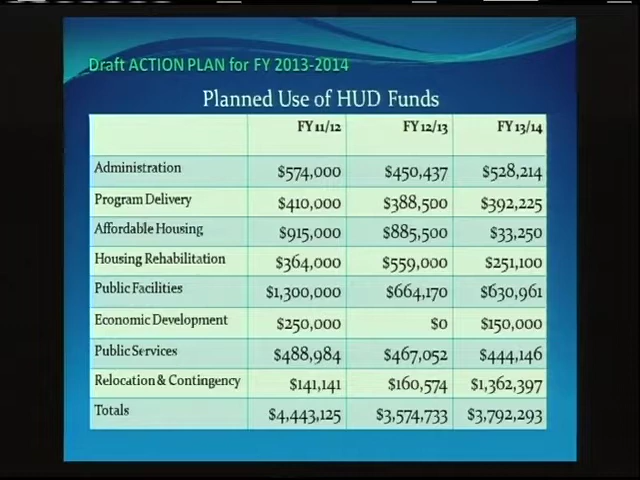 Draft ACTION PLAN for FY 2013-2014
Planned Use of HUD Funds
FY 11/12 FY 12/13 FY 13/14
Administration $574,000 $450,437 $528,214
Program Delivery $410,000 $388,500 $392,225
Affordable Housing $915,000 $885,500 $33,250
Housing Rehabilitation $364,000 $559,000 $251,100
Public Facilities $1,300,000 $664,170 $630,961
Economic Development $250,000 $0 $150,000
Public Services $488,984 $467,052 $444,146
Relocation & Contingency $141,141 $160,574 $1,362,397
Totals $4,443,125 $3,574,733 $3,792,293